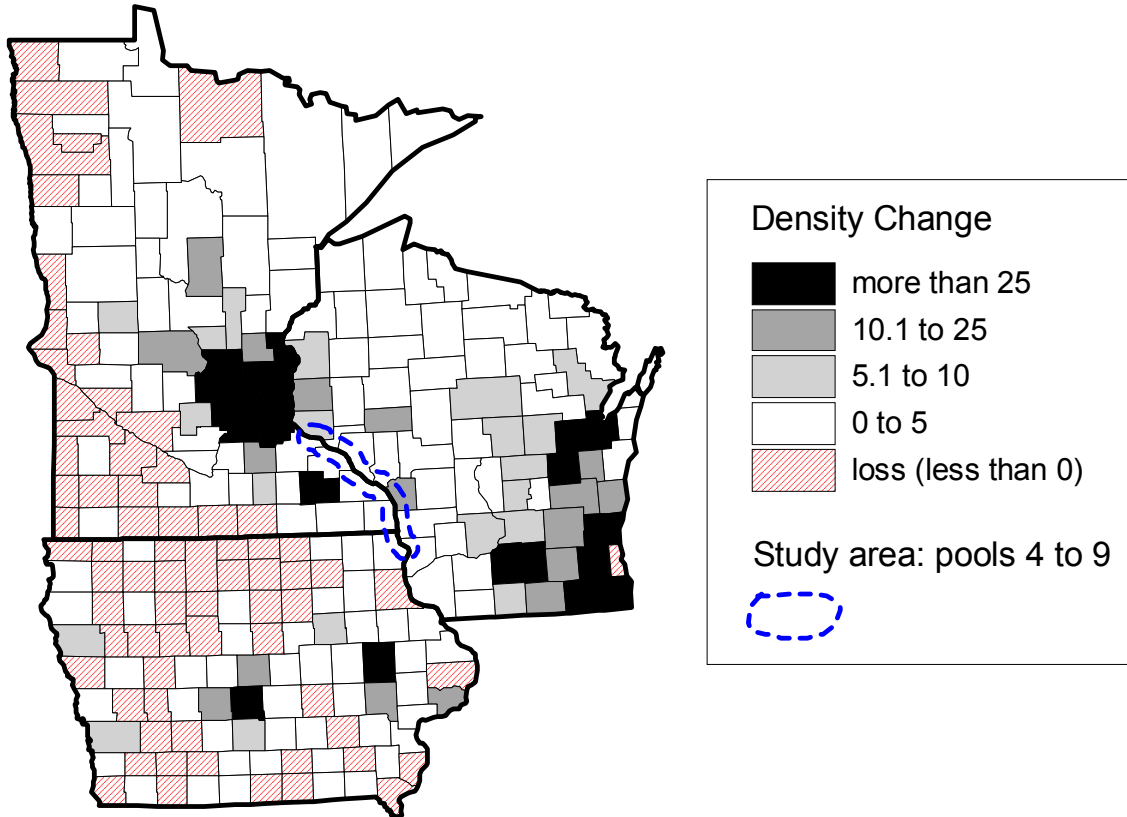 Density Change
more than 25
10.1 to 25
5.1 to 10
0 to 5
loss (less than 0)
Study area: pools 4 to 9